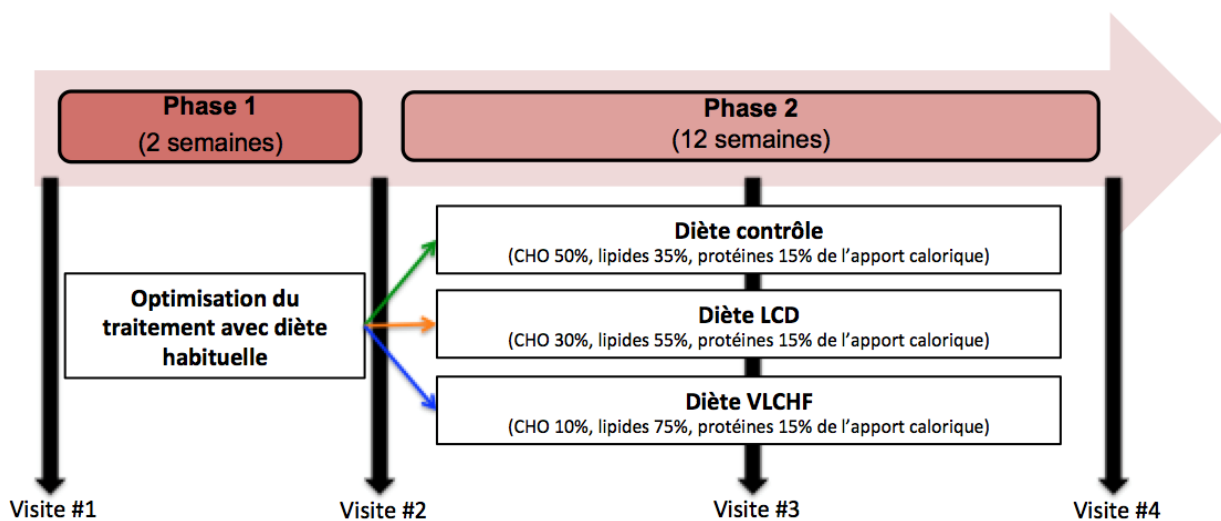 Phase 1
(2 semaines)
Phase 2
(12 semaines)
Optimisation du
traitement avec diète
habituelle
Diète contrôle
(CHO 50%, lipides 35%, protéines 15% de l’apport calorique)
Diète LCD
(CHO 30%, lipides 55%, protéines 15% de l’apport calorique)
Diète VLCHF
(CHO 10%, lipides 75%, protéines 15% de l’apport calorique)
Visite #1
Visite #2
Visite #3
Visite #4